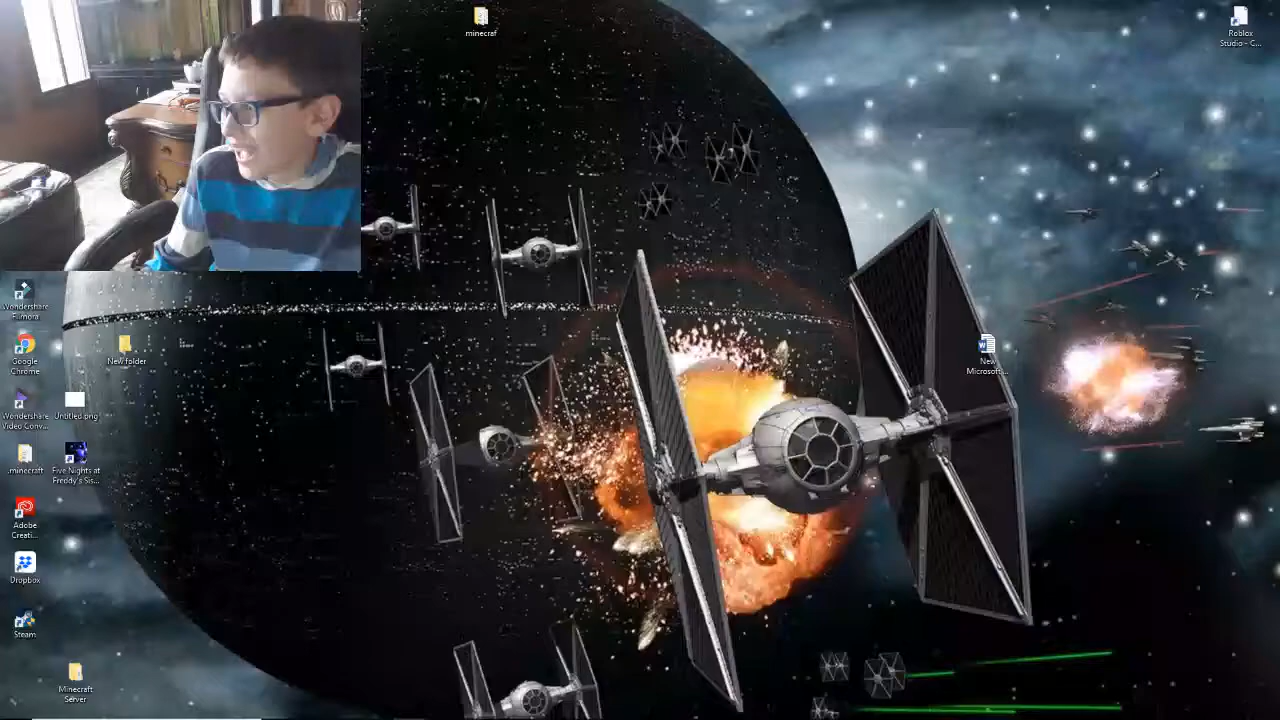 minecraf
Roblox
Studio - C...
Wondershare
Filmora
Google
Chrome
New folder
New
Microsoft ...
Wondershare
Video Conv...
Untitled.png
.minecraft
Five Nights at
Freddy's Sis...
Adobe
Creati...
Dropbox
Steam
Minecraft
Server